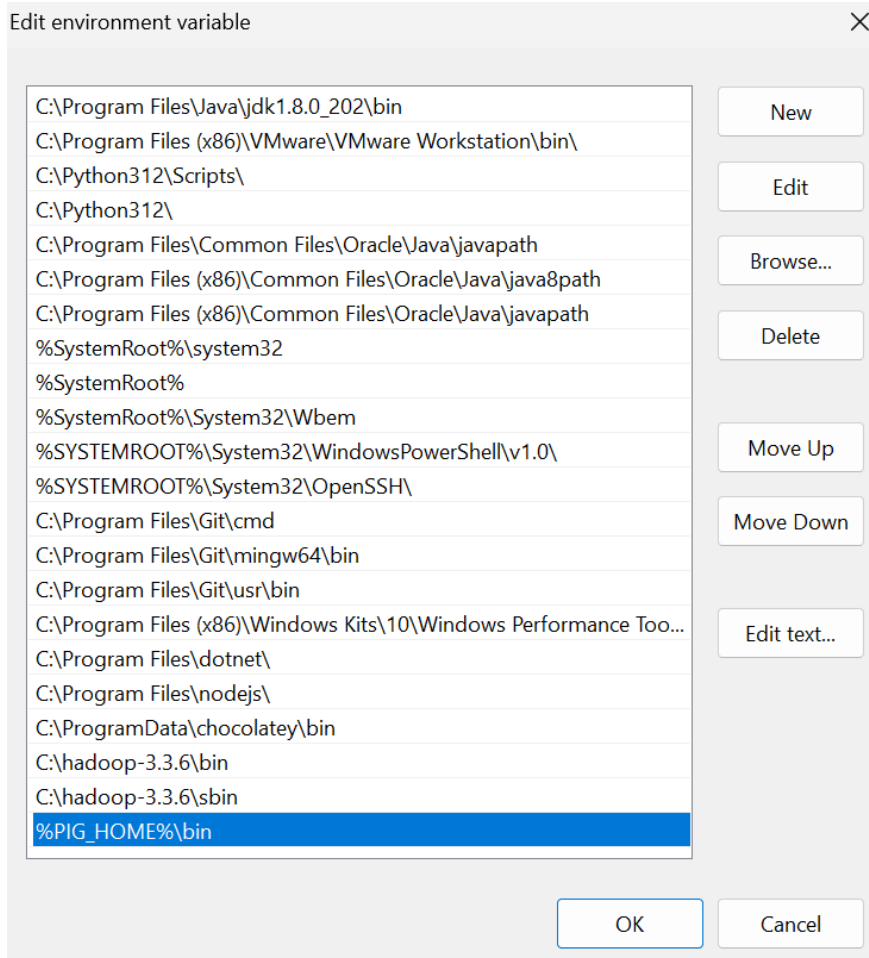 Edit environment variable
C:\Program Files\Java\jdk1.8.0_202\bin
C:\Program Files (x86)\VMware\VMware Workstation\bin\
C:\Python312\Scripts\
C:\Python312\
C:\Program Files\Common Files\Oracle\Java\javapath
C:\Program Files (x86)\Common Files\Oracle\Java\java8path
C:\Program Files (x86)\Common Files\Oracle\Java\javapath
%SystemRoot%\system32
%SystemRoot%
%SystemRoot%\System32\Wbem
%SYSTEMROOT%\System32\WindowsPowerShell\v1.0\
%SYSTEMROOT%\System32\OpenSSH\
C:\Program Files\Git\cmd
C:\Program Files\Git\mingw64\bin
C:\Program Files\Git\usr\bin
C:\Program Files (x86)\Windows Kits\10\Windows Performance Too...
C:\Program Files\dotnet\
C:\Program Files\nodejs\
C:\ProgramData\chocolatey\bin
C:\hadoop-3.3.6\bin
C:\hadoop-3.3.6\sbin
%PIG_HOME%\bin
New
Edit
Browse...
Delete
Move Up
Move Down
Edit text...
OK
Cancel